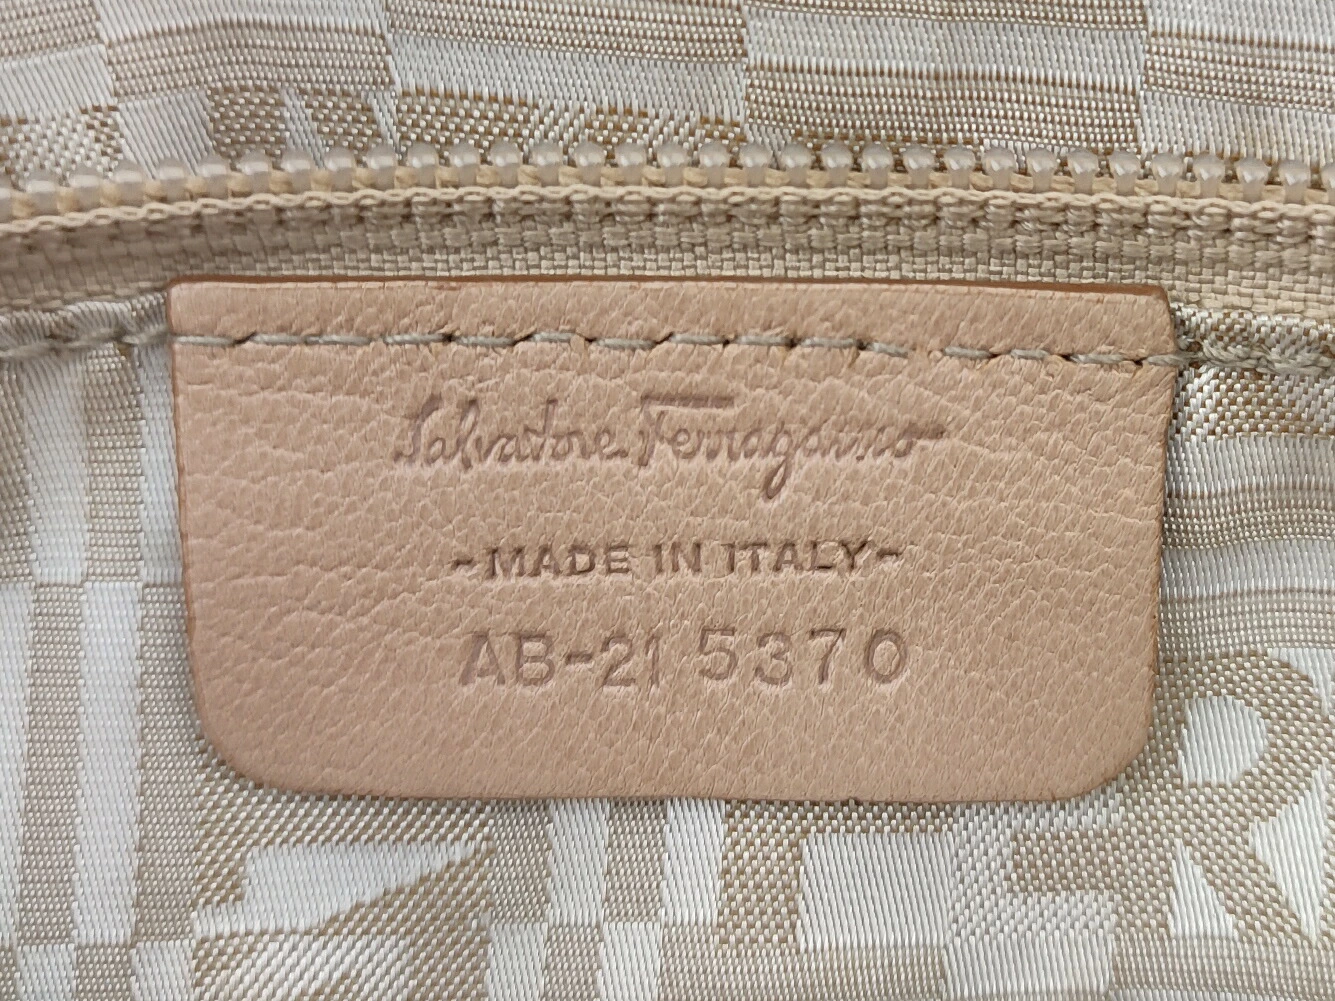 Salvatore Ferragamo
-MADE IN ITALY-
AB-21 5370